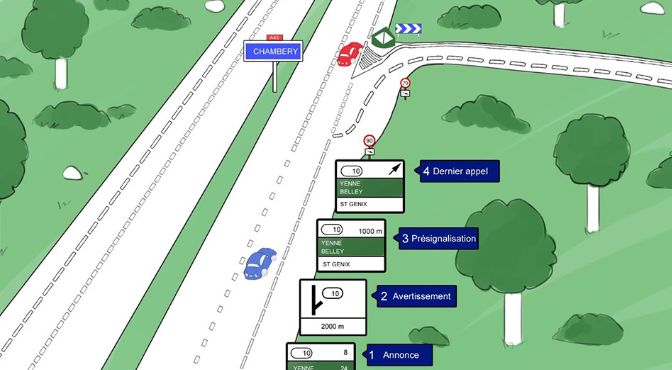 A43
CHAMBERY
90
10
YENNE
BELLEY
ST GENIX
4 Dernier appel
10 1000 m
YENNE
BELLEY
ST GENIX
3 Présignalisation
10
2000 m
2 Avertissement
10 8
YENNE 24
1 Annonce